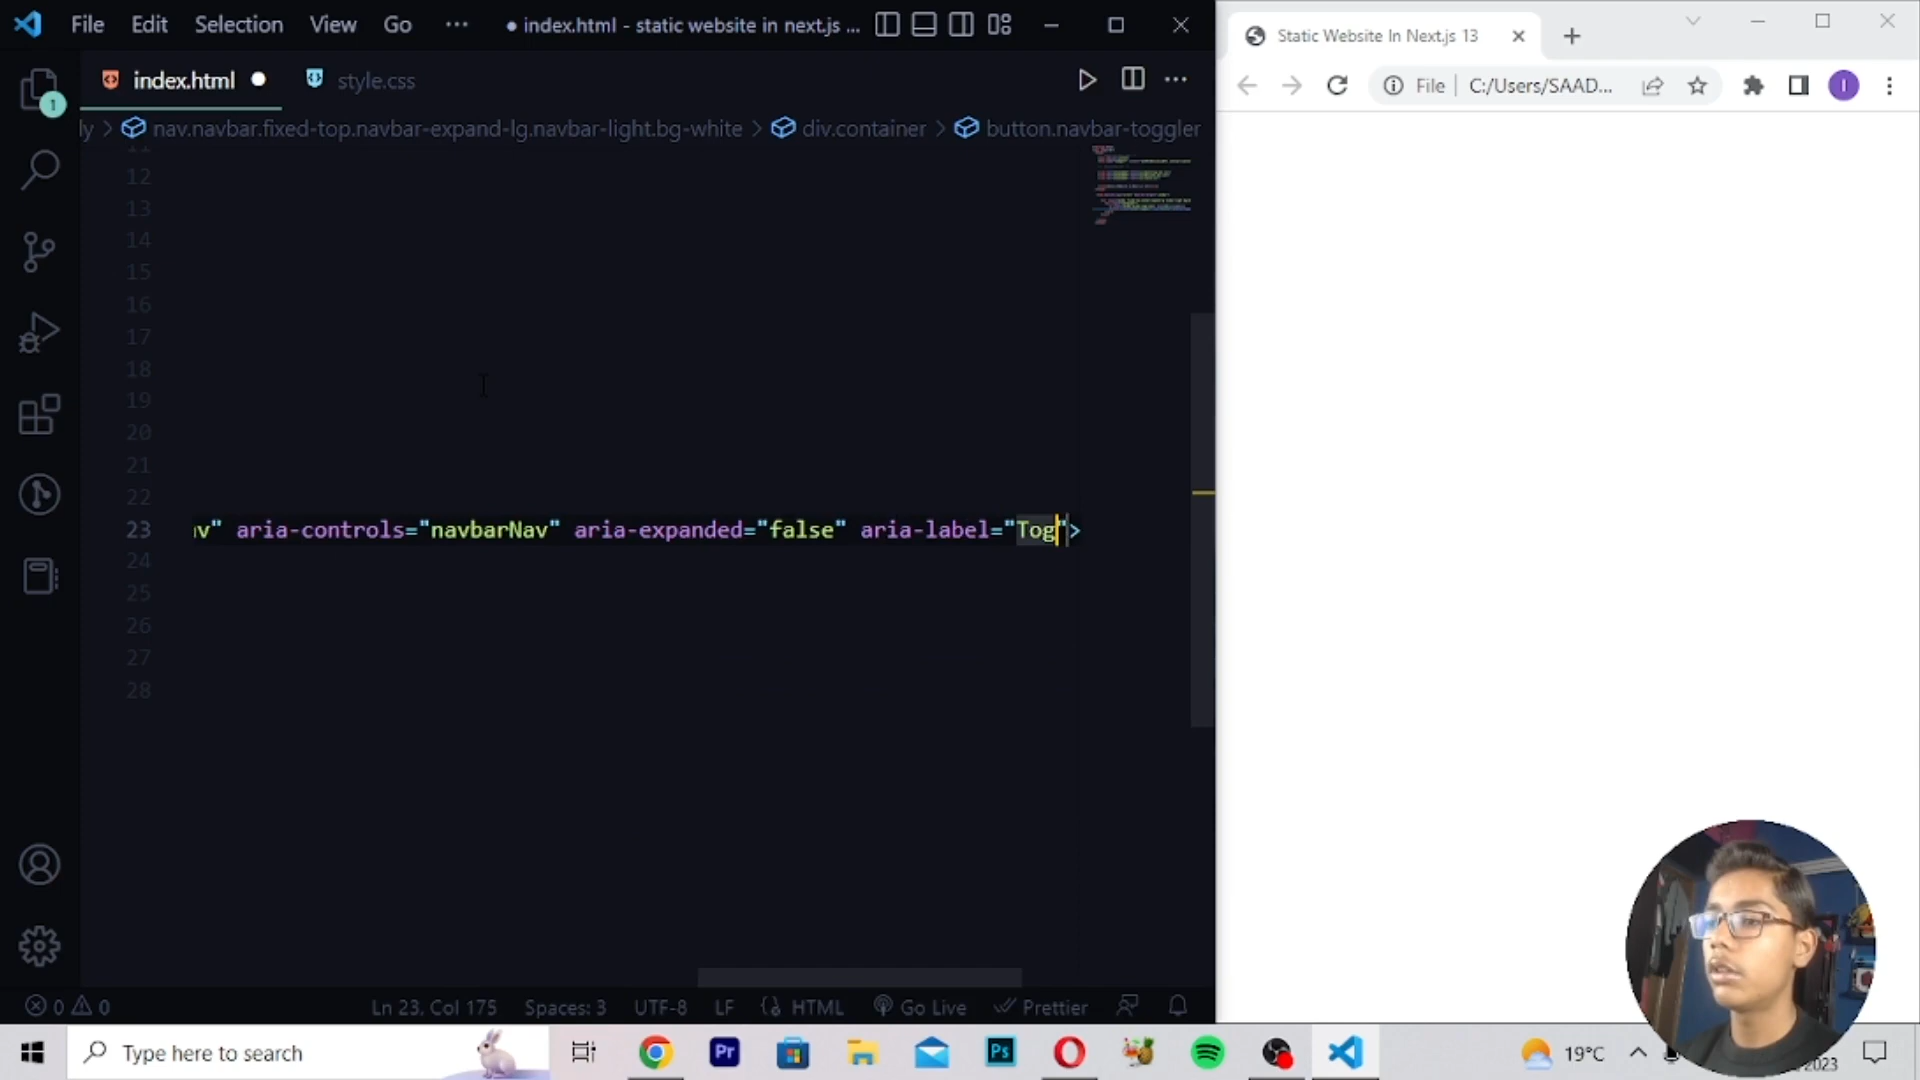 File Edit Selection View Go ··· ● index.html - static website in next.js ...
index.html ● style.css
ly > nav.navbar.fixed-top.navbar-expand-lg.navbar-light.bg-white > div.container > button.navbar-toggler
12
13
14
15
16
17
18
19
20
21
22
23 " aria-controls="navbarNav" aria-expanded="false" aria-label="Tog">
24
25
26
27
28
1
0 0 Ln 23, Col 175 Spaces: 3 UTF-8 LF HTML Go Live Prettier
Static Website In Next.js 13
File C:/Users/SAAD... I
Type here to search
Pr
Ps
19°C
2023